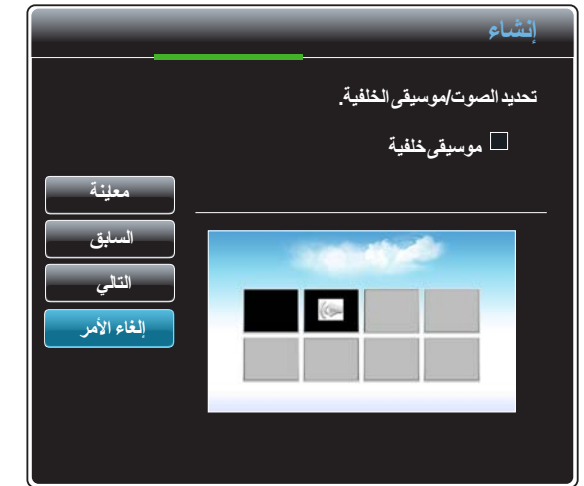 إنشاء
تحديد الصوت/موسيقى الخلفية.
موسيقى خلفية
معاينة
السابق
التالي
إلغاء الأمر